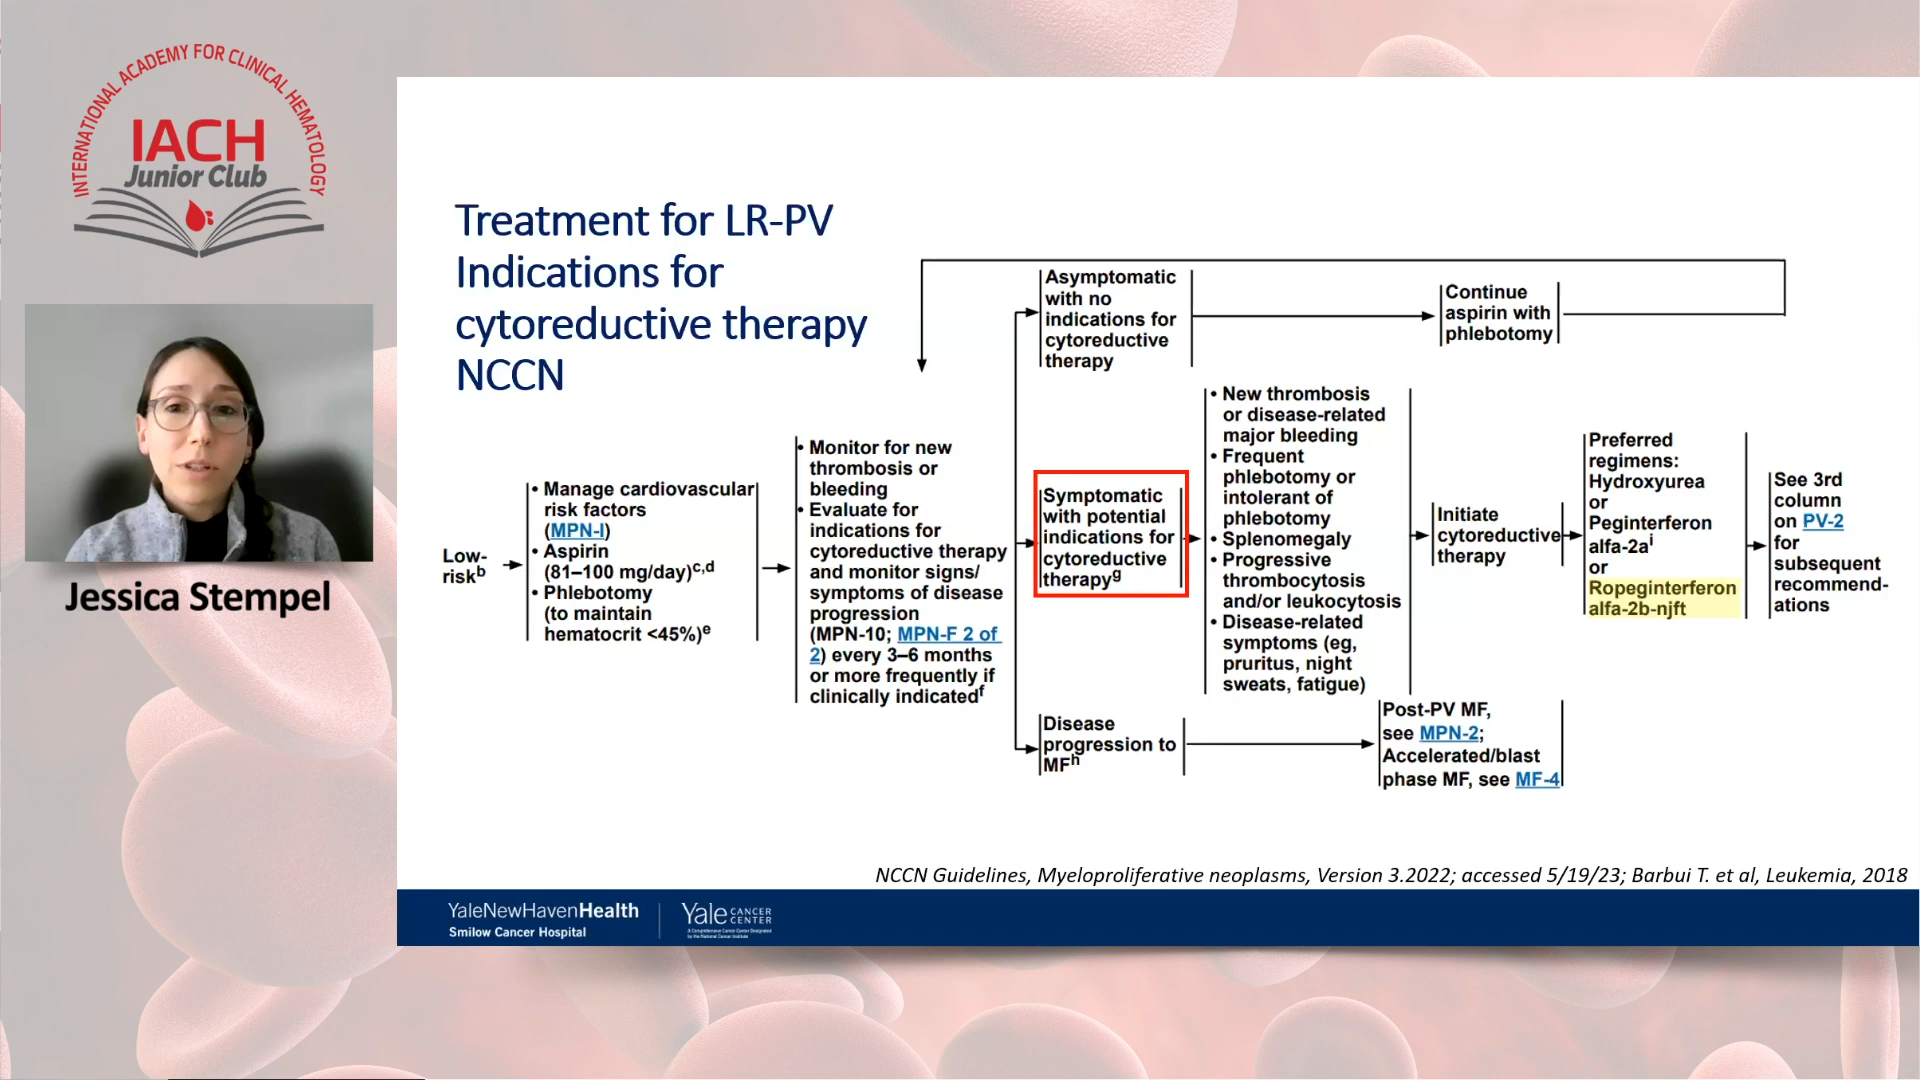 INTERNATIONAL ACADEMY FOR CLINICAL HEMATOLOGY
IACH
Junior Club
Jessica Stempel
Treatment for LR-PV
Indications for
cytoreductive therapy
NCCN
Low-
riskb
• Manage cardiovascular
risk factors
(MPN-I)
• Aspirin
(81–100 mg/day)c,d
• Phlebotomy
(to maintain
hematocrit <45%)e
• Monitor for new
thrombosis or
bleeding
• Evaluate for
indications for
cytoreductive therapy
and monitor signs/
symptoms of disease
progression
(MPN-10; MPN-F 2 of
2) every 3–6 months
or more frequently if
clinically indicatedf
Asymptomatic
with no
indications for
cytoreductive
therapy
Continue
aspirin with
phlebotomy
Symptomatic
with potential
indications for
cytoreductive
therapyg
• New thrombosis
or disease-related
major bleeding
• Frequent
phlebotomy or
intolerant of
phlebotomy
• Splenomegaly
• Progressive
thrombocytosis
and/or leukocytosis
• Disease-related
symptoms (eg,
pruritus, night
sweats, fatigue)
Initiate
cytoreductive
therapy
Preferred
regimens:
Hydroxyurea
or
Peginterferon
alfa-2ai
or
Ropeginterferon
alfa-2b-njft
See 3rd
column
on PV-2
for
subsequent
recommend-
ations
Disease
progression to
MFh
Post-PV MF,
see MPN-2;
Accelerated/blast
phase MF, see MF-4
NCCN Guidelines, Myeloproliferative neoplasms, Version 3.2022; accessed 5/19/23; Barbui T. et al, Leukemia, 2018
YaleNewHavenHealth
Smilow Cancer Hospital
Yale CANCER
CENTER
A Comprehensive Cancer Center Designated
by the National Cancer Institute